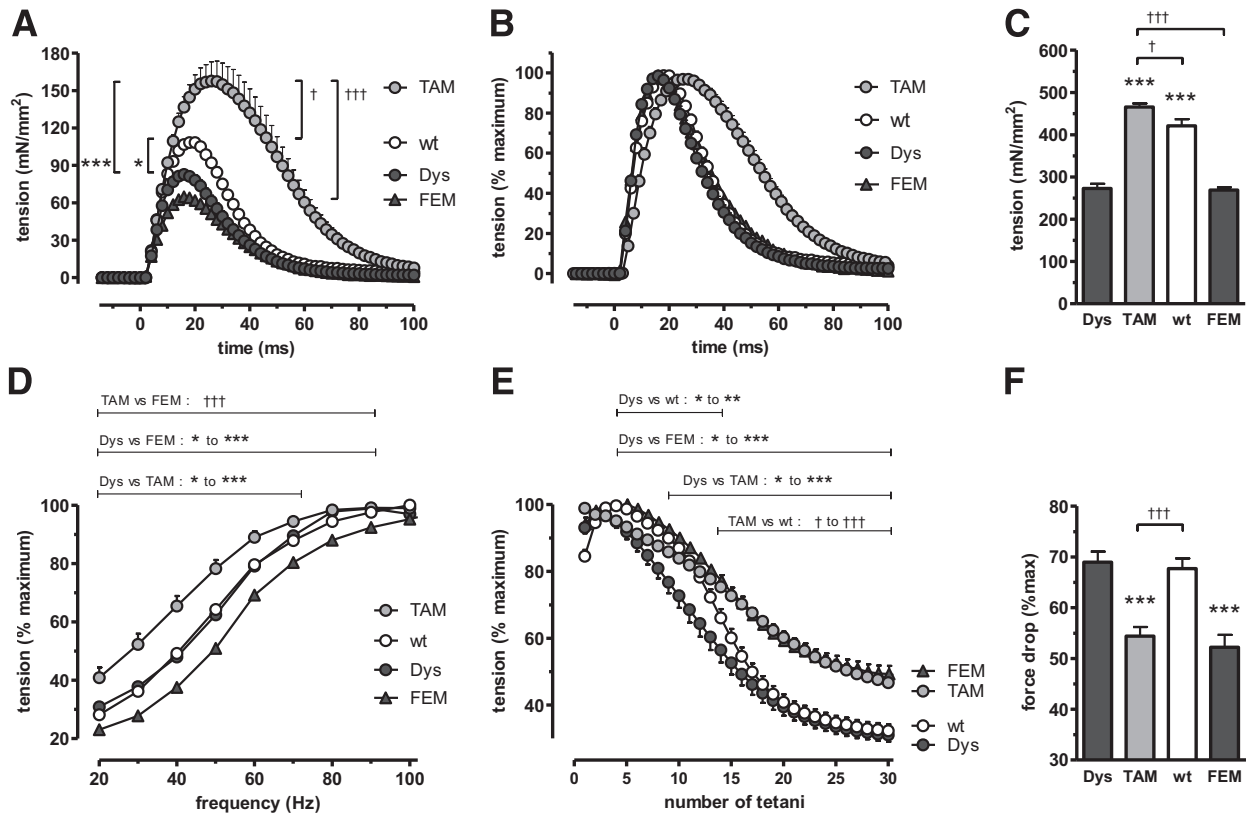 A
180
150
120
90
60
30
0
tension (mN/mm²)
***
*
†
†††
TAM
wt
Dys
FEM
0 20 40 60 80 100
time (ms)
B
100
80
60
40
20
0
tension (% maximum)
TAM
wt
Dys
FEM
0 20 40 60 80 100
time (ms)
C
†††
†
*** ***
600
500
400
300
200
100
0
tension (mN/mm²)
Dys TAM wt FEM
D
TAM vs FEM : †††
Dys vs FEM : * to ***
Dys vs TAM : * to ***
100
80
60
40
20
tension (% maximum)
TAM
wt
Dys
FEM
20 40 60 80 100
frequency (Hz)
E
Dys vs wt : * to **
Dys vs FEM : * to ***
Dys vs TAM : * to ***
TAM vs wt : † to †††
100
80
60
40
tension (% maximum)
FEM
TAM
wt
Dys
0 5 10 15 20 25 30
number of tetani
F
†††
*** ***
80
70
60
50
40
30
force drop (%max)
Dys TAM wt FEM